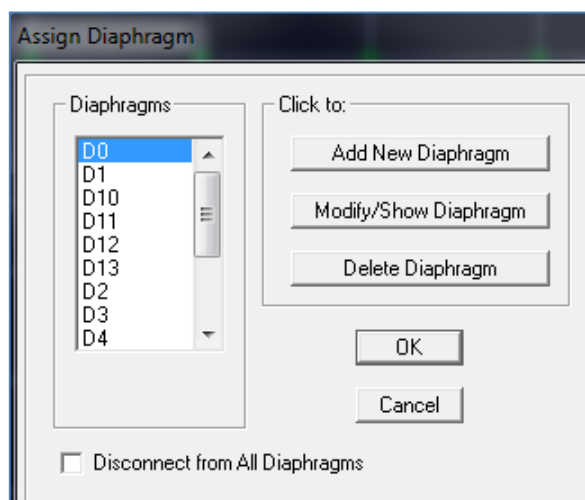 Assign Diaphragm
Diaphragms
D0
D1
D10
D11
D12
D13
D2
D3
D4
Click to:
Add New Diaphragm
Modify/Show Diaphragm
Delete Diaphragm
OK
Cancel
Disconnect from All Diaphragms